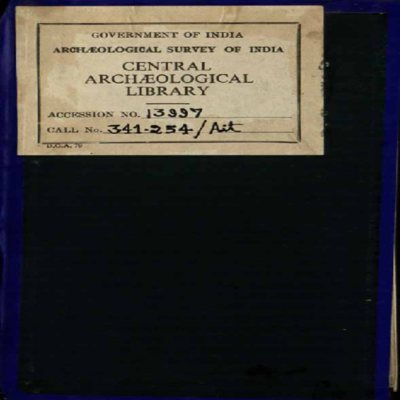 GOVERNMENT OF INDIA
ARCHÆOLOGICAL SURVEY OF INDIA
CENTRAL
ARCHÆOLOGICAL
LIBRARY
ACCESSION NO. 13997
CALL No. 341.254/Ait
D.G.A. 79